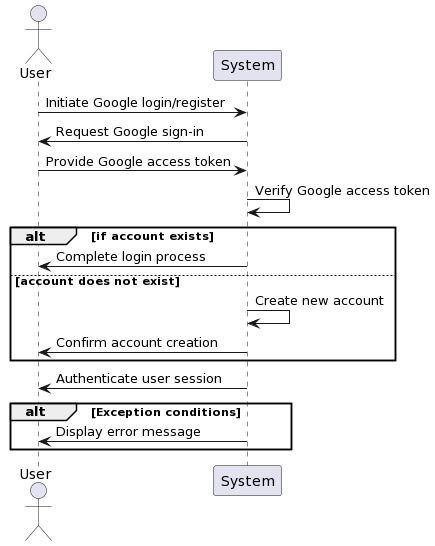 User
System
Initiate Google login/register
Request Google sign-in
Provide Google access token
Verify Google access token
alt [if account exists]
Complete login process
[account does not exist]
Create new account
Confirm account creation
Authenticate user session
alt [Exception conditions]
Display error message
User
System